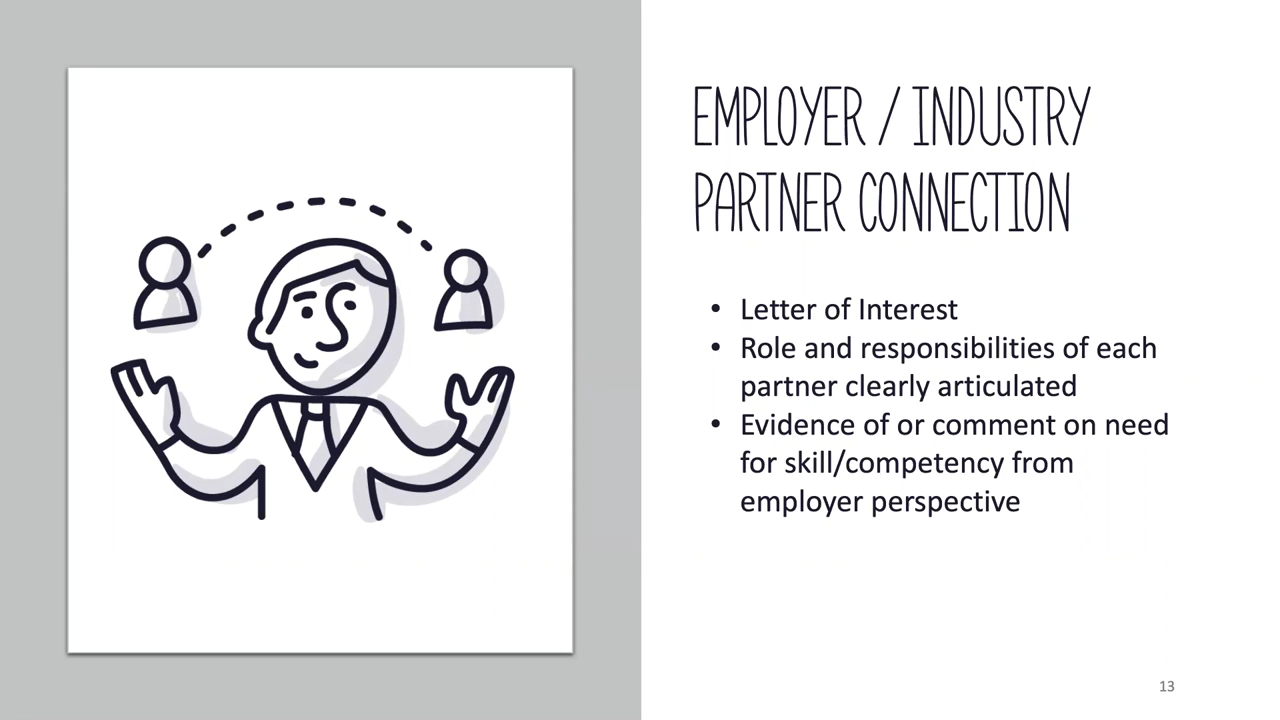 EMPLOYER / INDUSTRY
PARTNER CONNECTION
• Letter of Interest
• Role and responsibilities of each
partner clearly articulated
• Evidence of or comment on need
for skill/competency from
employer perspective
13